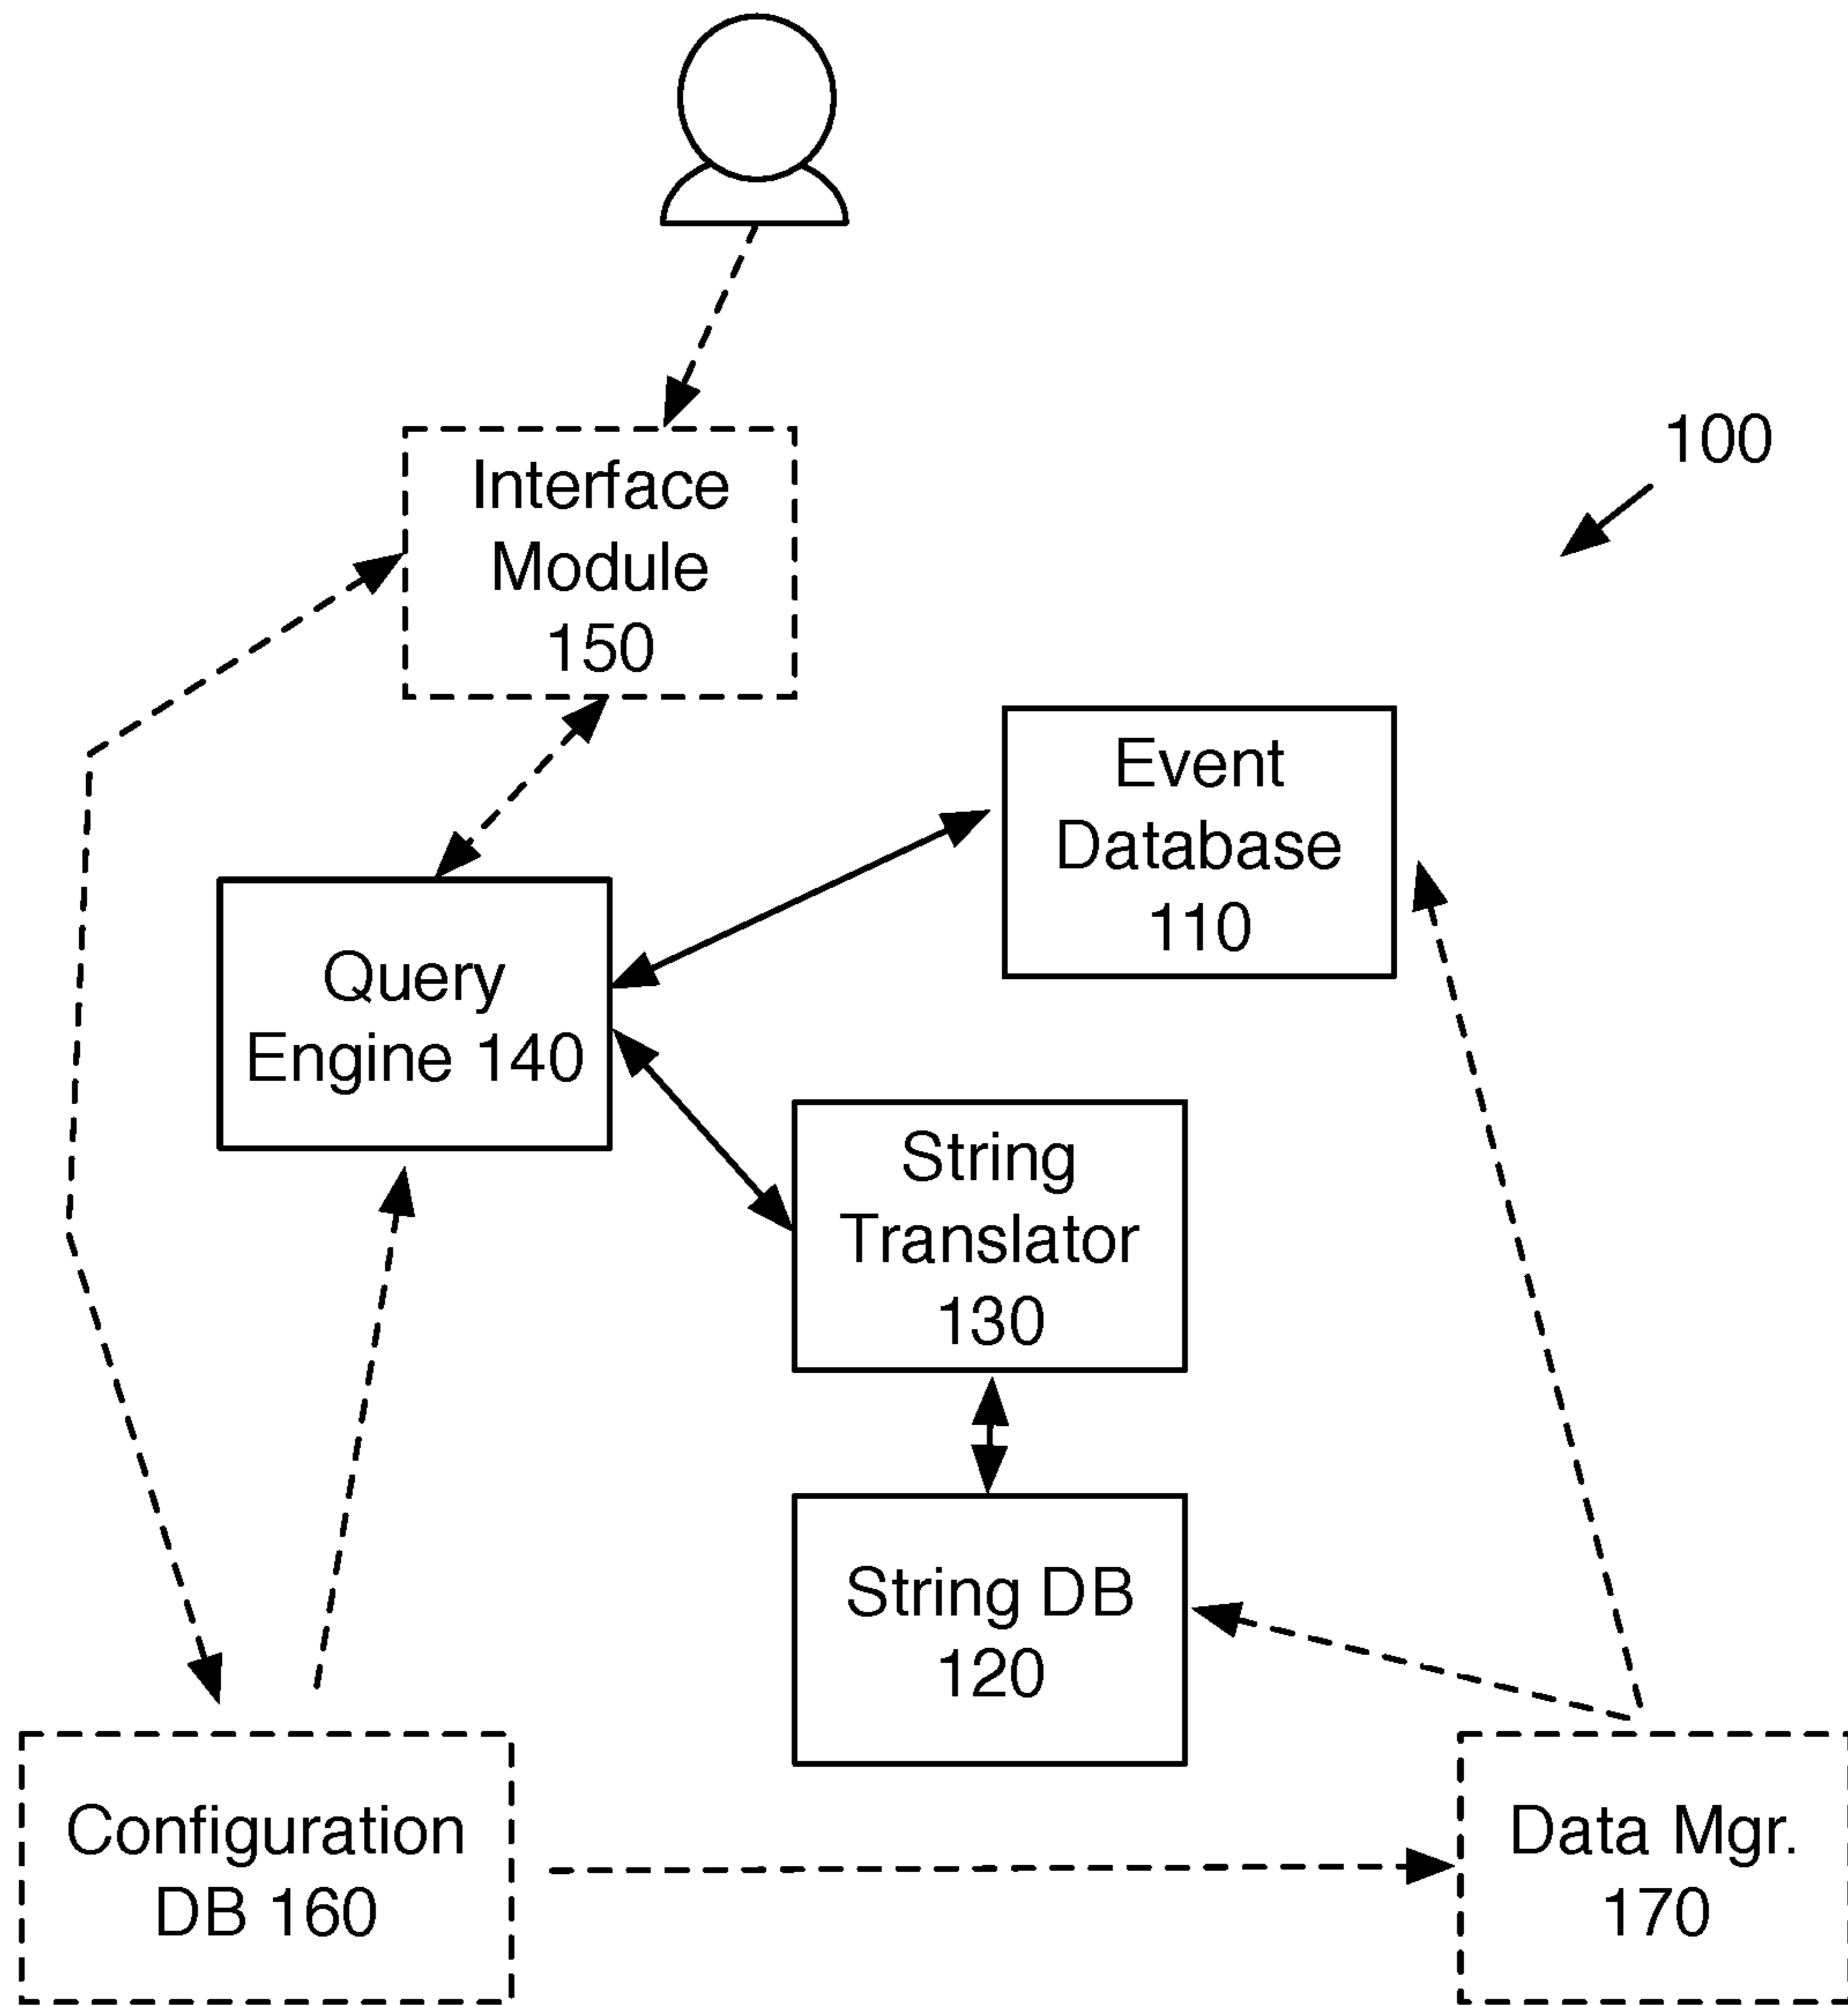 Interface
Module
150
100
Event
Database
110
Query
Engine 140
String
Translator
130
String DB
120
Configuration
DB 160
Data Mgr.
170